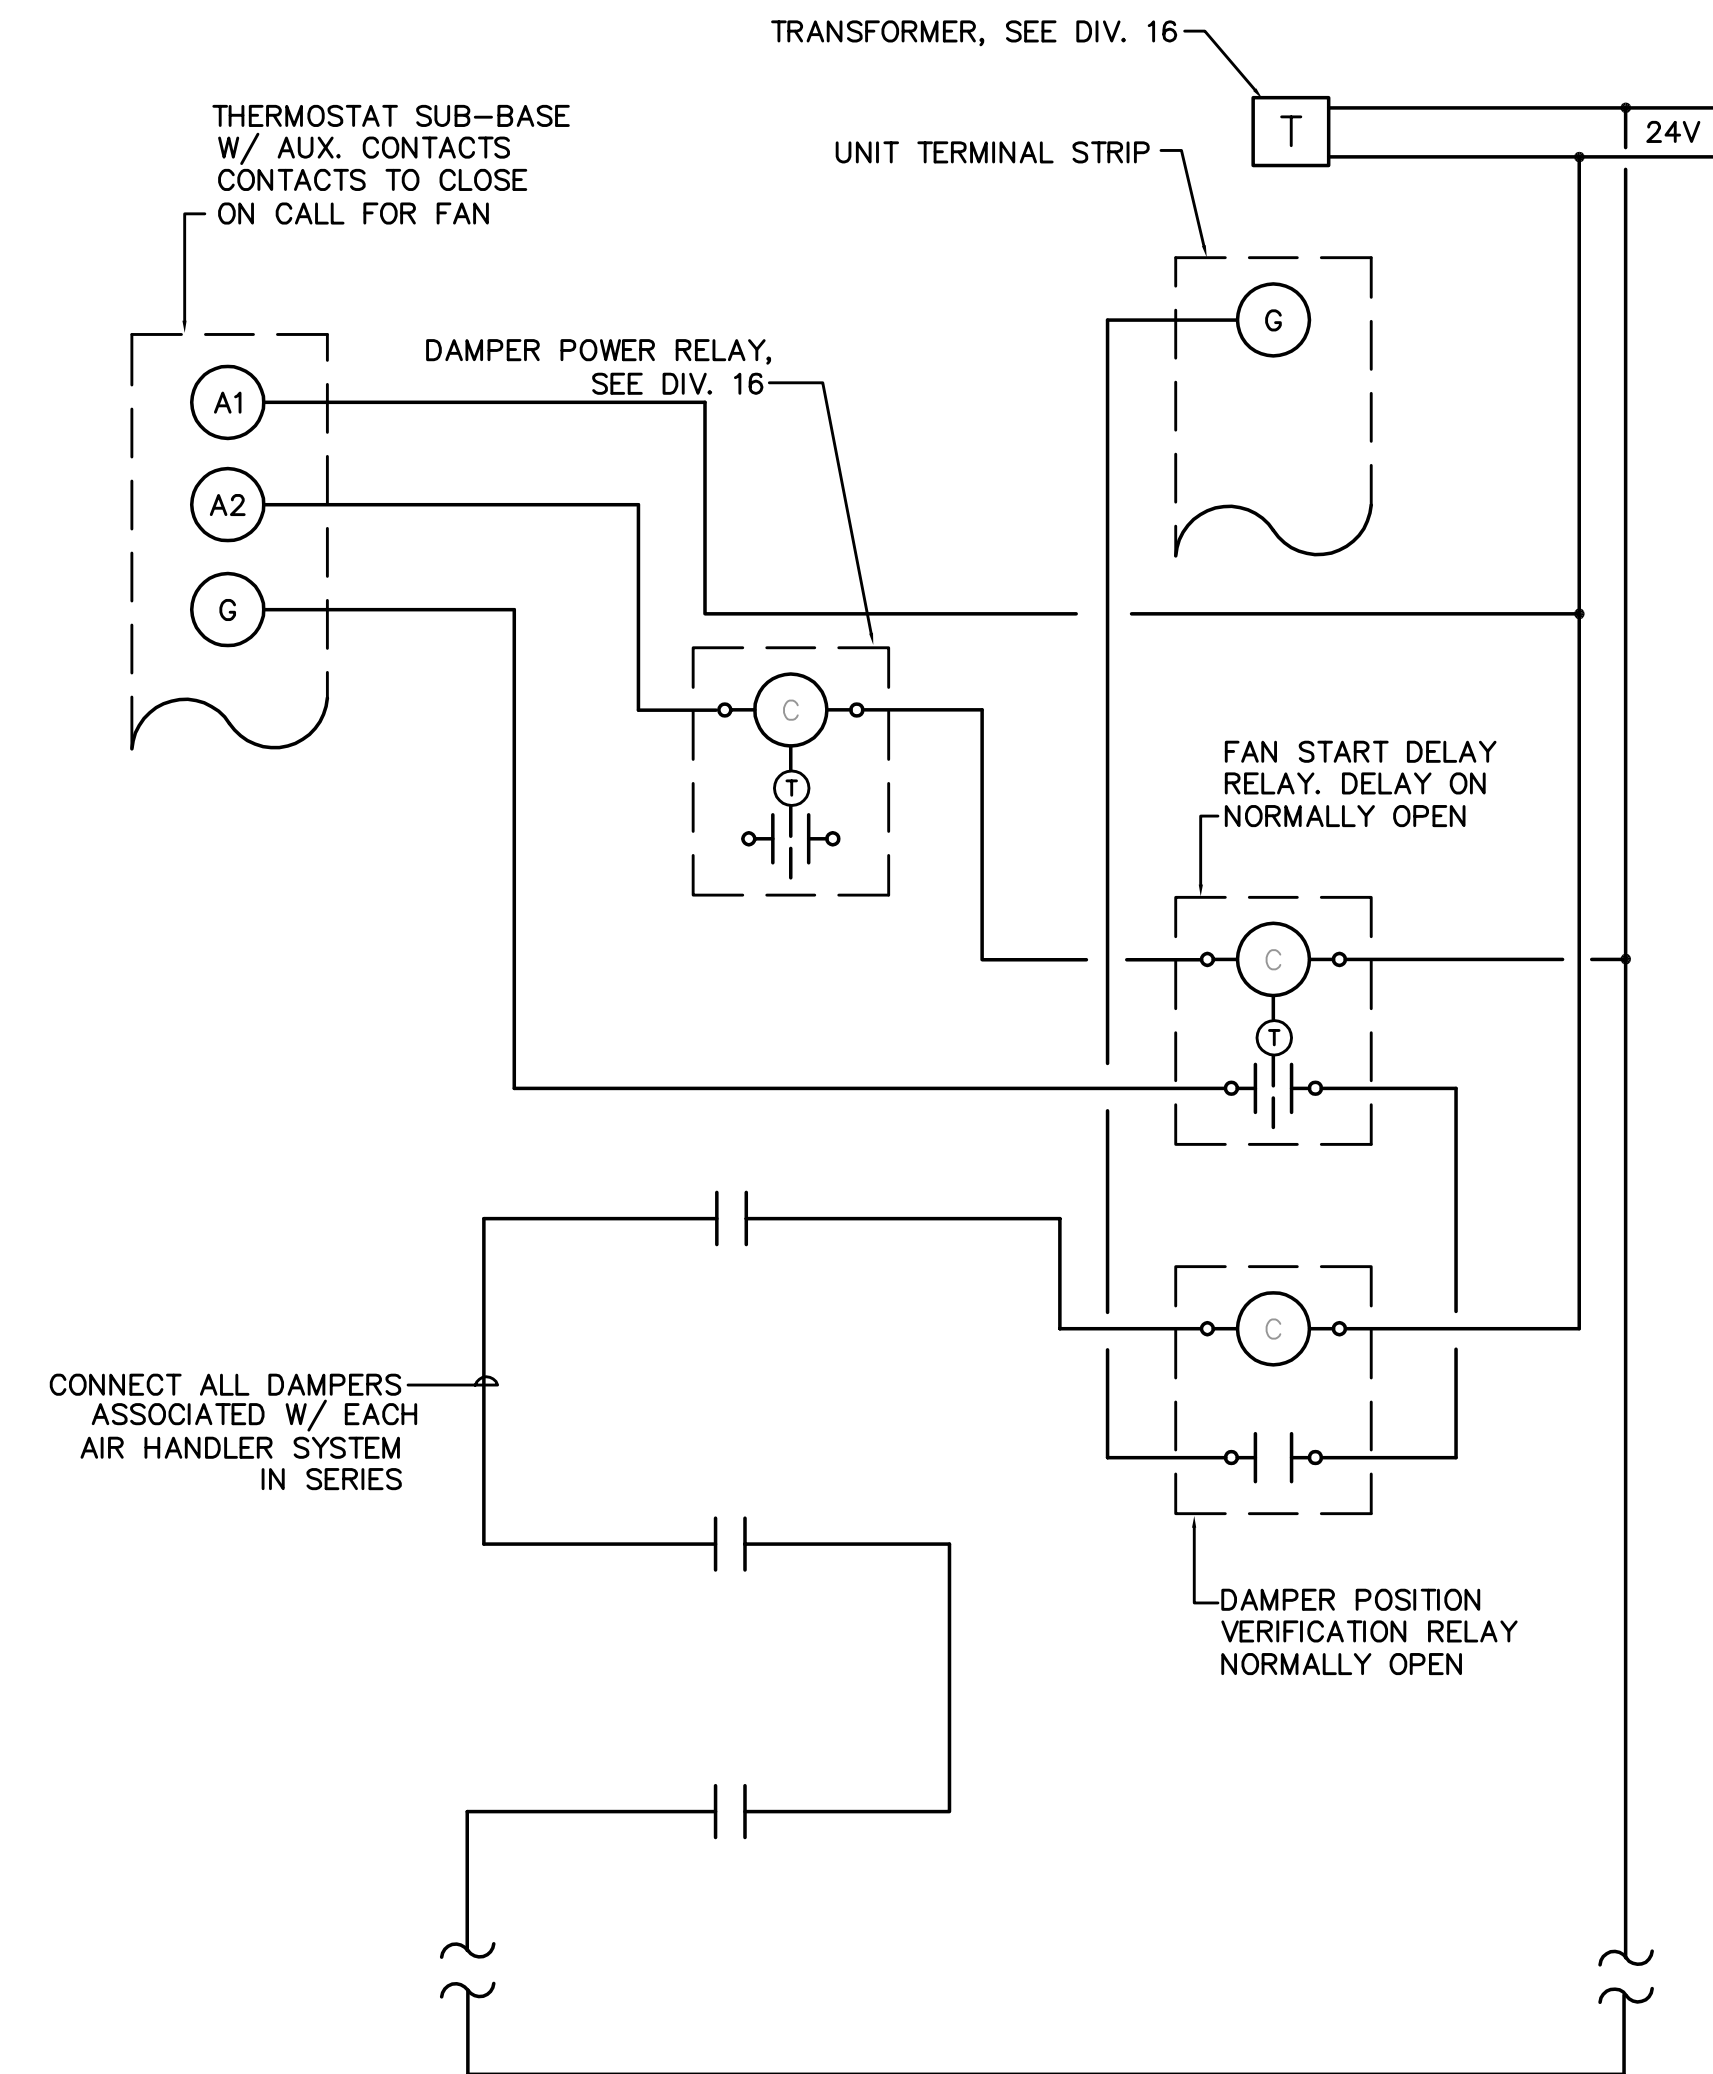 TRANSFORMER, SEE DIV. 16
T
24V
THERMOSTAT SUB-BASE
W/ AUX. CONTACTS
CONTACTS TO CLOSE
ON CALL FOR FAN
UNIT TERMINAL STRIP
G
DAMPER POWER RELAY,
SEE DIV. 16
A1
A2
G
C
T
FAN START DELAY
RELAY. DELAY ON
NORMALLY OPEN
C
T
C
CONNECT ALL DAMPERS
ASSOCIATED W/ EACH
AIR HANDLER SYSTEM
IN SERIES
DAMPER POSITION
VERIFICATION RELAY
NORMALLY OPEN